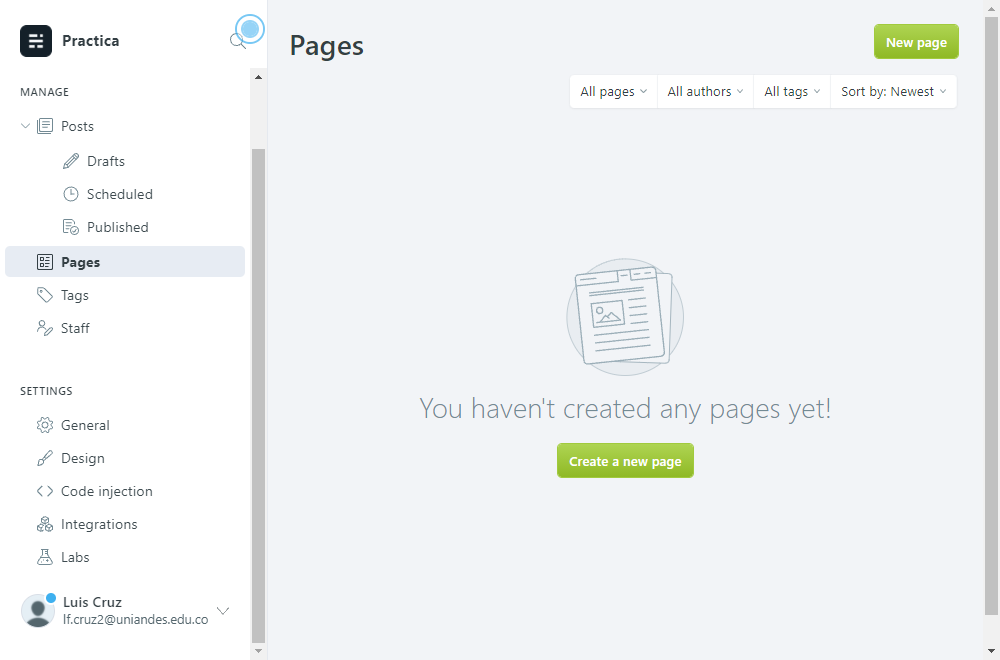 Practica
MANAGE
Posts
Drafts
Scheduled
Published
Pages
Tags
Staff
SETTINGS
General
Design
Code injection
Integrations
Labs
Luis Cruz
lf.cruz2@uniandes.edu.co
Pages
New page
All pages
All authors
All tags
Sort by: Newest
You haven't created any pages yet!
Create a new page